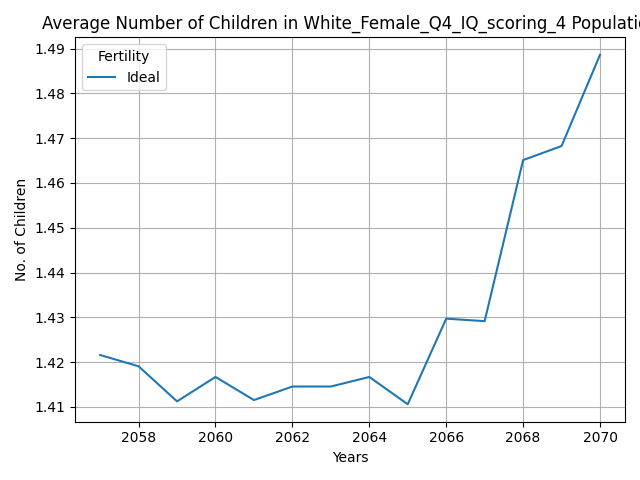 Average Number of Children in White_Female_Q4_IQ_scoring_4 Populatio
Fertility
Ideal
1.49
1.48
1.47
1.46
1.45
1.44
1.43
1.42
1.41
No. of Children
2058 2060 2062 2064 2066 2068 2070
Years